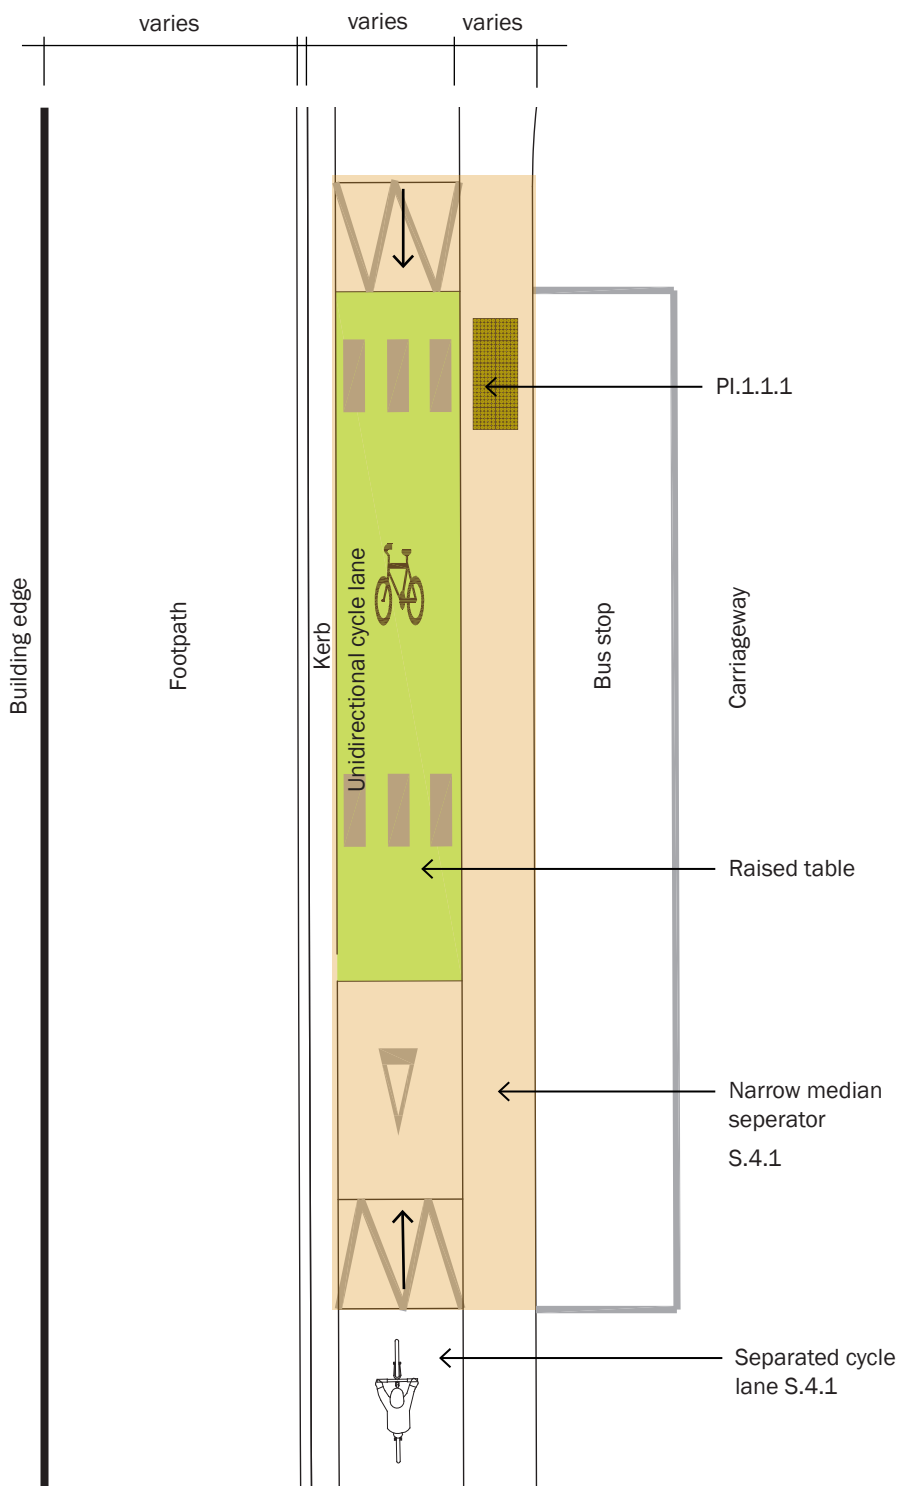 varies
varies
varies
PI.1.1.1
Building edge
Footpath
Kerb
Unidirectional cycle lane
Bus stop
Carriageway
Raised table
Narrow median
seperator
S.4.1
Separated cycle
lane S.4.1